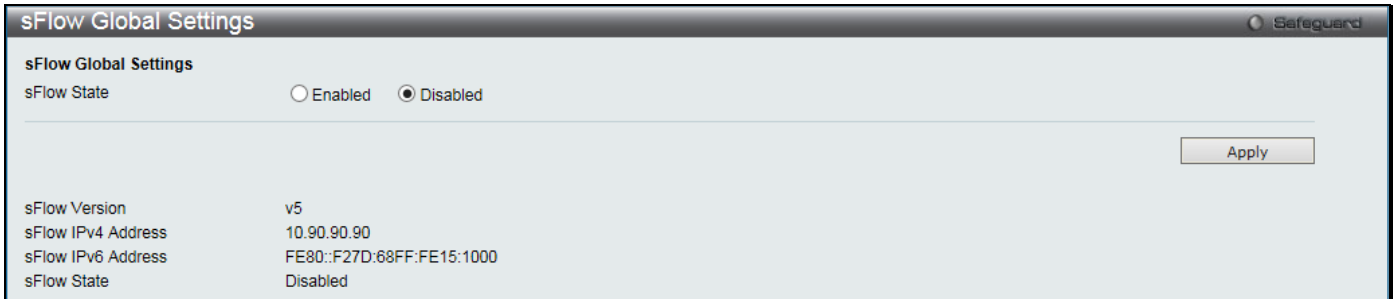 sFlow Global Settings
Safeguard
sFlow Global Settings
sFlow State Enabled Disabled
Apply
sFlow Version v5
sFlow IPv4 Address 10.90.90.90
sFlow IPv6 Address FE80::F27D:68FF:FE15:1000
sFlow State Disabled